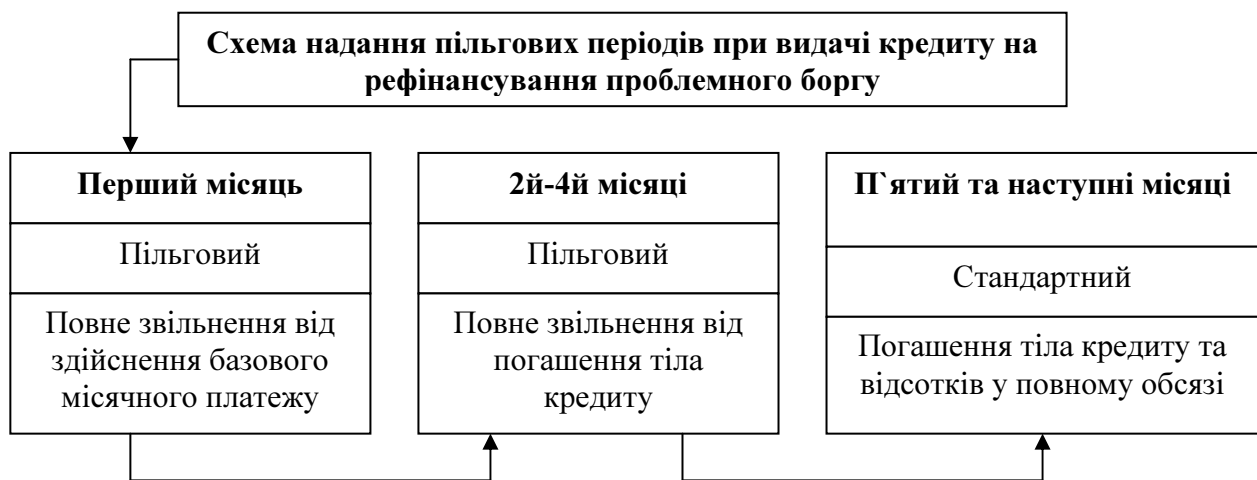 Схема надання пільгових періодів при видачі кредиту на
рефінансування проблемного боргу
Перший місяць
Пільговий
Повне звільнення від
здійснення базового
місячного платежу
2й-4й місяці
Пільговий
Повне звільнення від
погашення тіла
кредиту
П`ятий та наступні місяці
Стандартний
Погашення тіла кредиту та
відсотків у повному обсязі